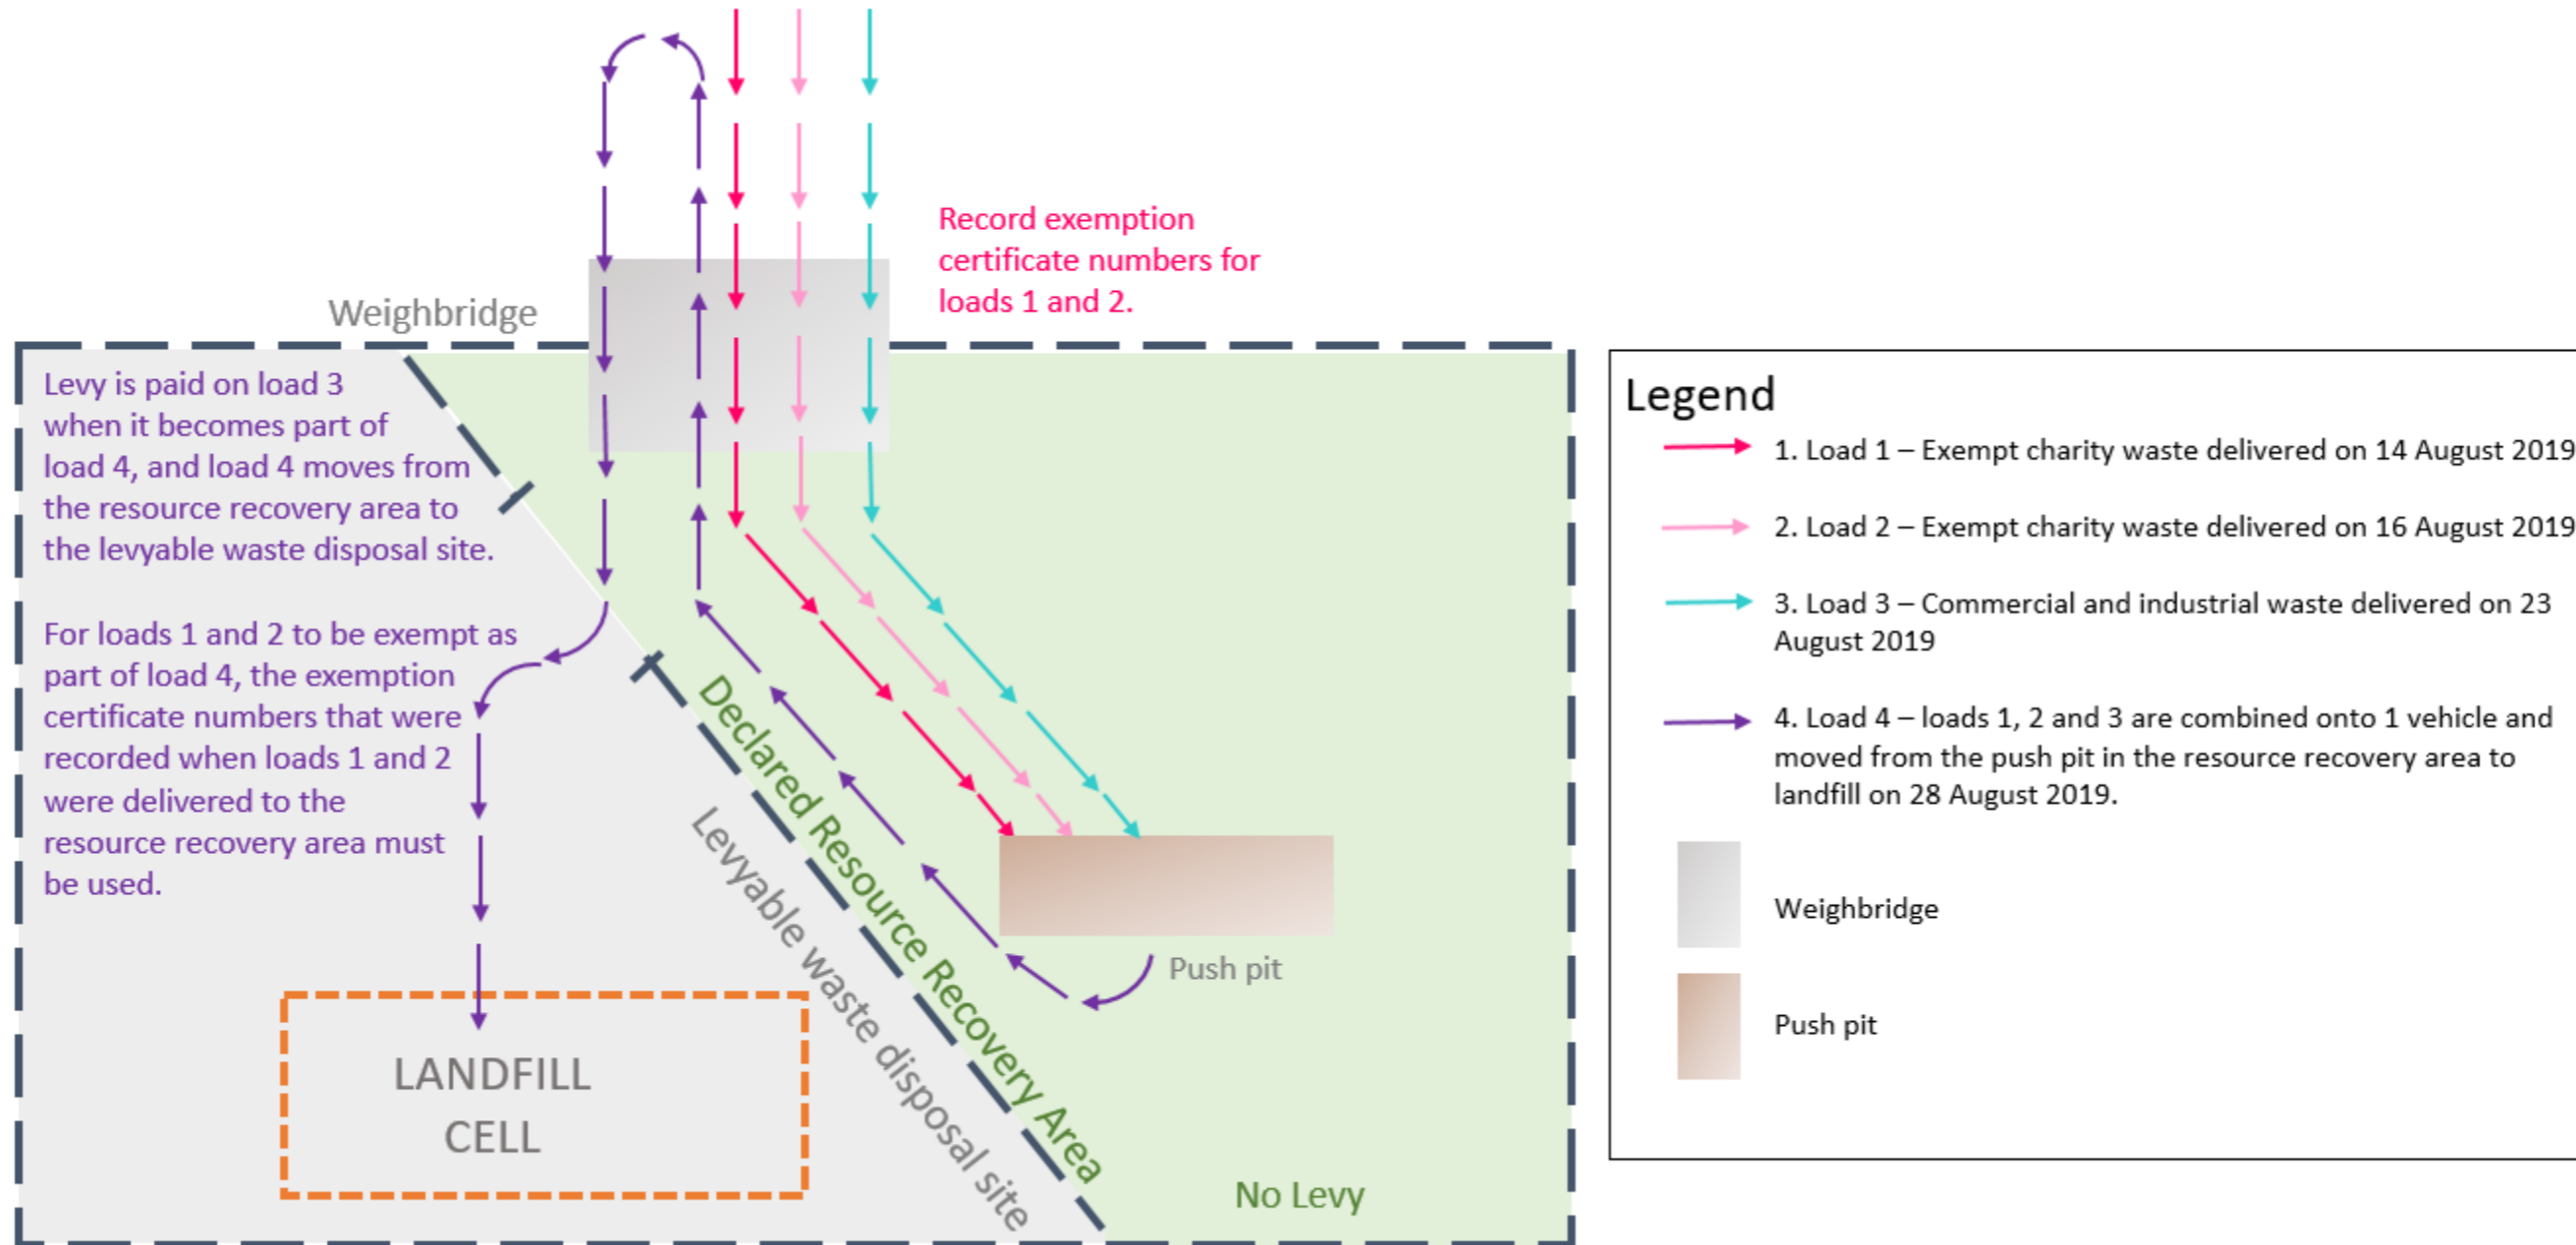 Record exemption
certificate numbers for
loads 1 and 2.
Weighbridge
Levy is paid on load 3
when it becomes part of
load 4, and load 4 moves from
the resource recovery area to
the levyable waste disposal site.
For loads 1 and 2 to be exempt as
part of load 4, the exemption
certificate numbers that were
recorded when loads 1 and 2
were delivered to the
resource recovery area must
be used.
Declared Resource Recovery Area
Levyable waste disposal site
Push pit
LANDFILL
CELL
No Levy
Legend
1. Load 1 – Exempt charity waste delivered on 14 August 2019
2. Load 2 – Exempt charity waste delivered on 16 August 2019
3. Load 3 – Commercial and industrial waste delivered on 23
August 2019
4. Load 4 – loads 1, 2 and 3 are combined onto 1 vehicle and
moved from the push pit in the resource recovery area to
landfill on 28 August 2019.
Weighbridge
Push pit